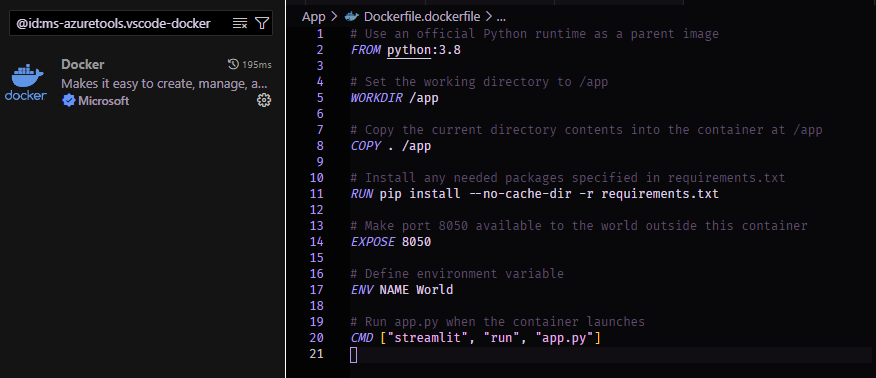 @id:ms-azuretools.vscode-docker
Docker
195ms
Makes it easy to create, manage, a...
Microsoft
docker
App > Dockerfile.dockerfile > ...
1 # Use an official Python runtime as a parent image
2 FROM python:3.8
3
4 # Set the working directory to /app
5 WORKDIR /app
6
7 # Copy the current directory contents into the container at /app
8 COPY . /app
9
10 # Install any needed packages specified in requirements.txt
11 RUN pip install --no-cache-dir -r requirements.txt
12
13 # Make port 8050 available to the world outside this container
14 EXPOSE 8050
15
16 # Define environment variable
17 ENV NAME World
18
19 # Run app.py when the container launches
20 CMD ["streamlit", "run", "app.py"]
21